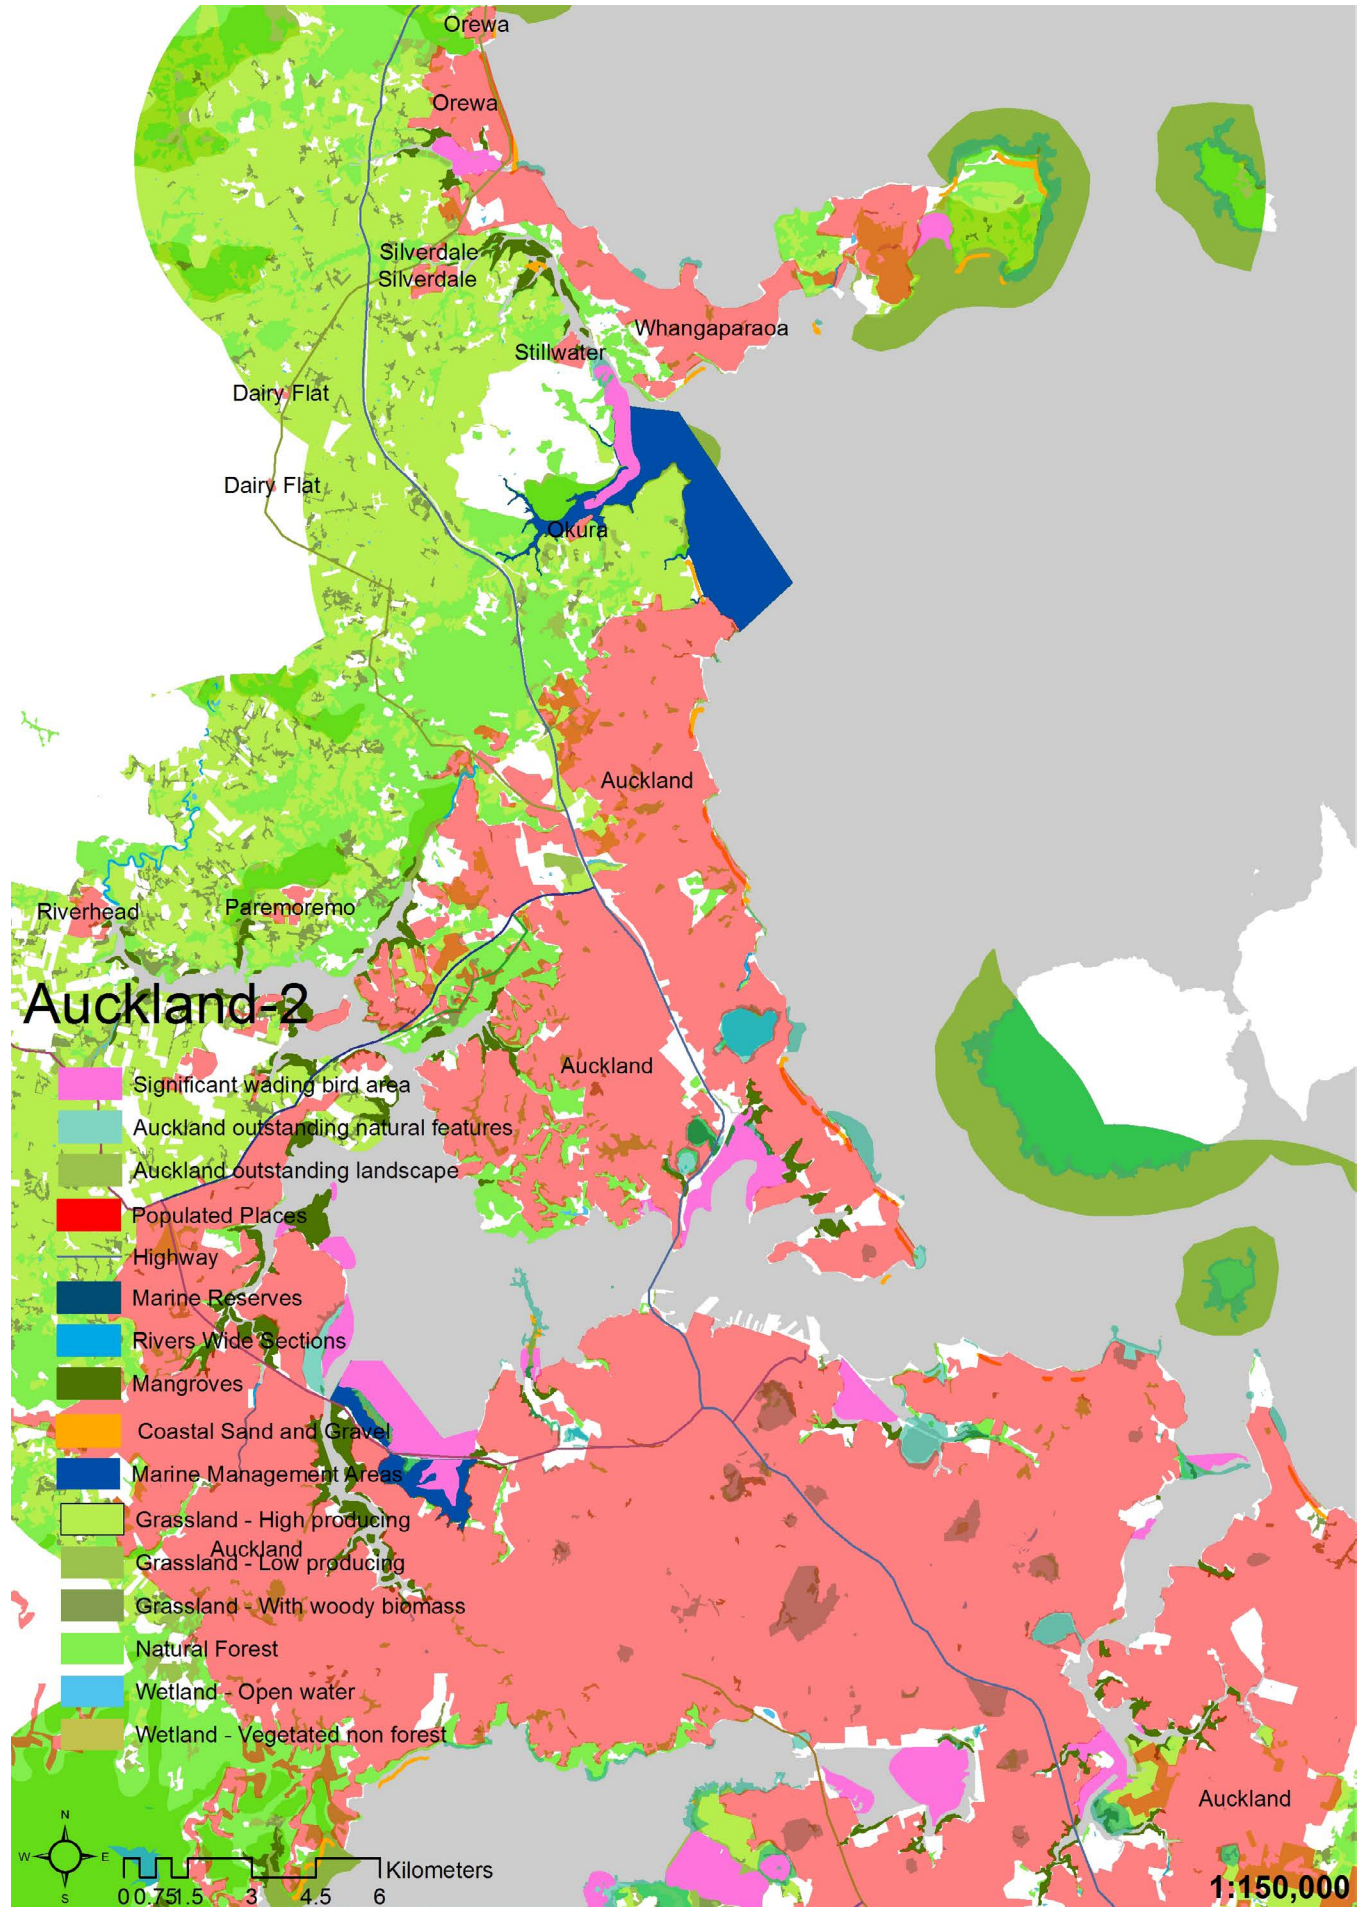 Orewa
Orewa
Silverdale
Silverdale
Whangaparaoa
Stillwater
Dairy Flat
Dairy Flat
Okura
Auckland
Riverhead
Paremoremo
Auckland-2
Auckland
Significant wading bird area
Auckland outstanding natural features
Auckland outstanding landscape
Populated Places
Highway
Marine Reserves
Rivers Wide Sections
Mangroves
Coastal Sand and Gravel
Marine Management Areas
Grassland - High producing
Auckland
Grassland - Low producing
Grassland - With woody biomass
Natural Forest
Wetland - Open water
Wetland - Vegetated non forest
Auckland
N
W E
S
Kilometers
0 0.75 1.5 3 4.5 6
1:150,000